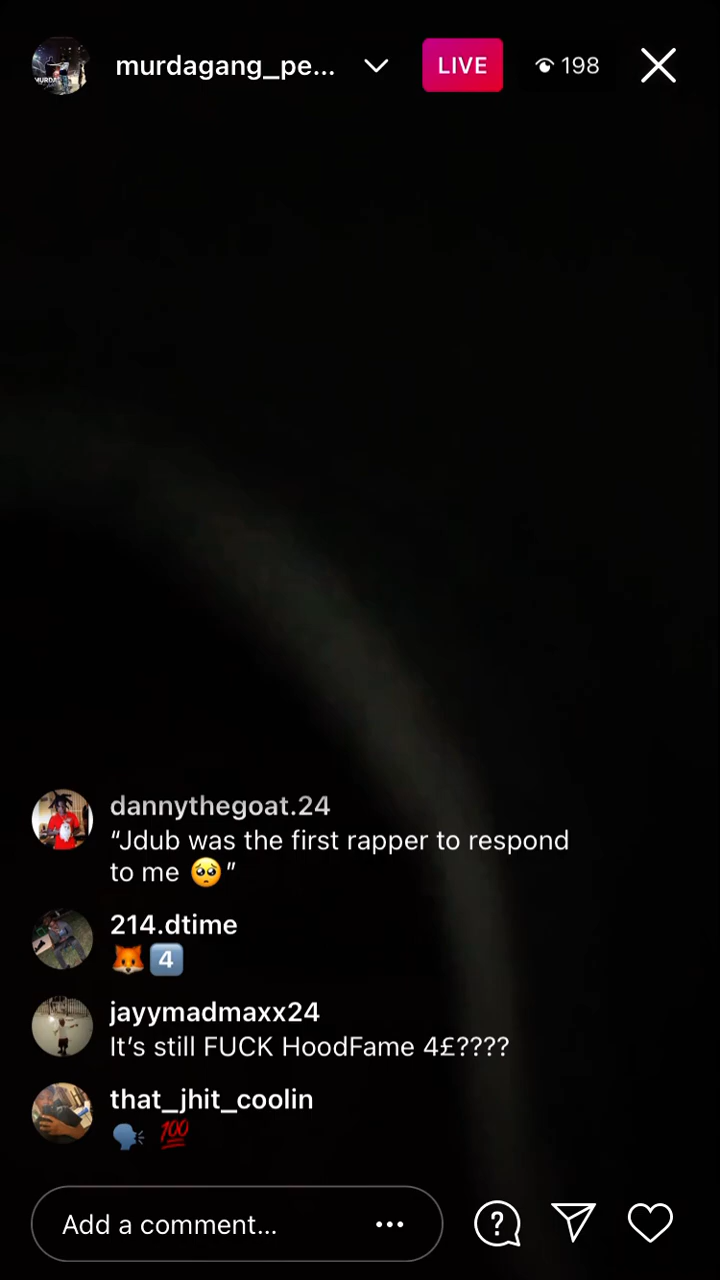 murdagang_pe...
LIVE
198
dannythegoat.24
“Jdub was the first rapper to respond
to me 🥺”
214.dtime
🦊4️⃣
jayymadmaxx24
It’s still FUCK HoodFame 4£????
that_jhit_coolin
🗣️ 💯
Add a comment...